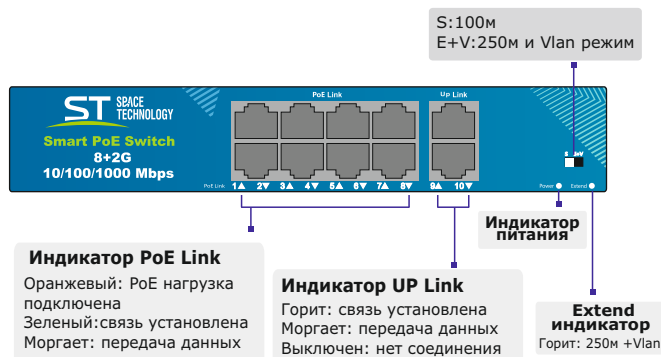 S:100м
E+V:250м и Vlan режим
PoE Link
Up Link
ST SPACE TECHNOLOGY
Smart PoE Switch
8+2G
10/100/1000 Mbps
PoE Link 1▲ 2▼ 3▲ 4▼ 5▲ 6▼ 7▲ 8▼ 9▲ 10▼
Power Extend
Индикатор питания
Индикатор PoE Link
Оранжевый: PoE нагрузка
подключена
Зеленый:связь установлена
Моргает: передача данных
Индикатор UP Link
Горит: связь установлена
Моргает: передача данных
Выключен: нет соединения
Extend
индикатор
Горит: 250м +Vlan